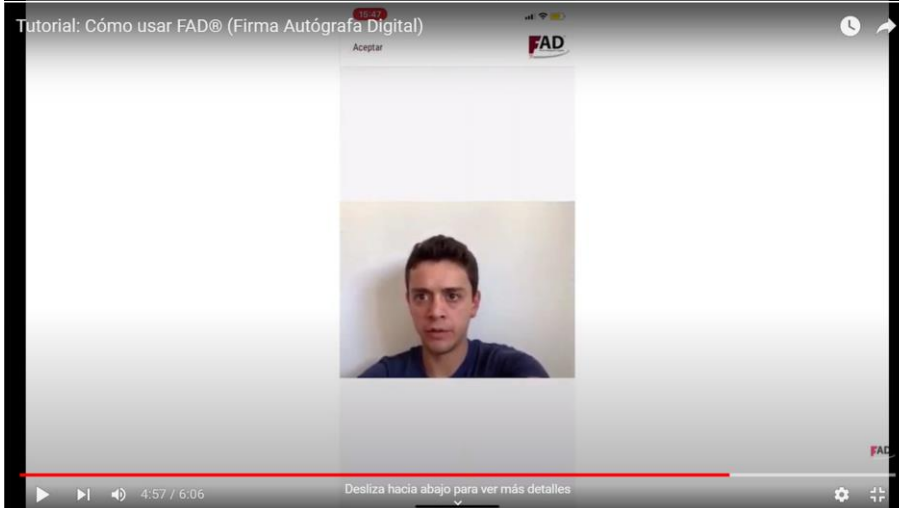 Tutorial: Cómo usar FAD® (Firma Autógrafa Digital)
15:47
Aceptar
FAD
FAD
4:57 / 6:06
Desliza hacia abajo para ver más detalles